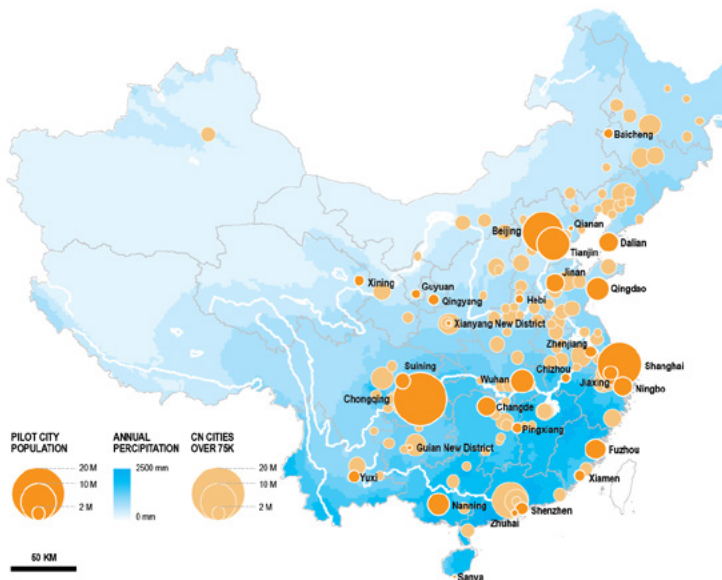 Baicheng
Beijing
Qianan
Tianjin
Dalian
Xining
Guyuan
Jinan
Qingyang
Hebi
Qingdao
Xianyang New District
Zhenjiang
Shanghai
Suining
Wuhan
Chizhou
Jiaxing
Ningbo
Chongqing
Changde
Pingxiang
Guian New District
Fuzhou
Yuxi
Xiamen
Nanning
Shenzhen
Zhuhai
Sanya
PILOT CITY
POPULATION
20 M
10 M
2 M
ANNUAL
PERCIPITATION
2500 mm
0 mm
CN CITIES
OVER 75K
20 M
10 M
2 M
50 KM